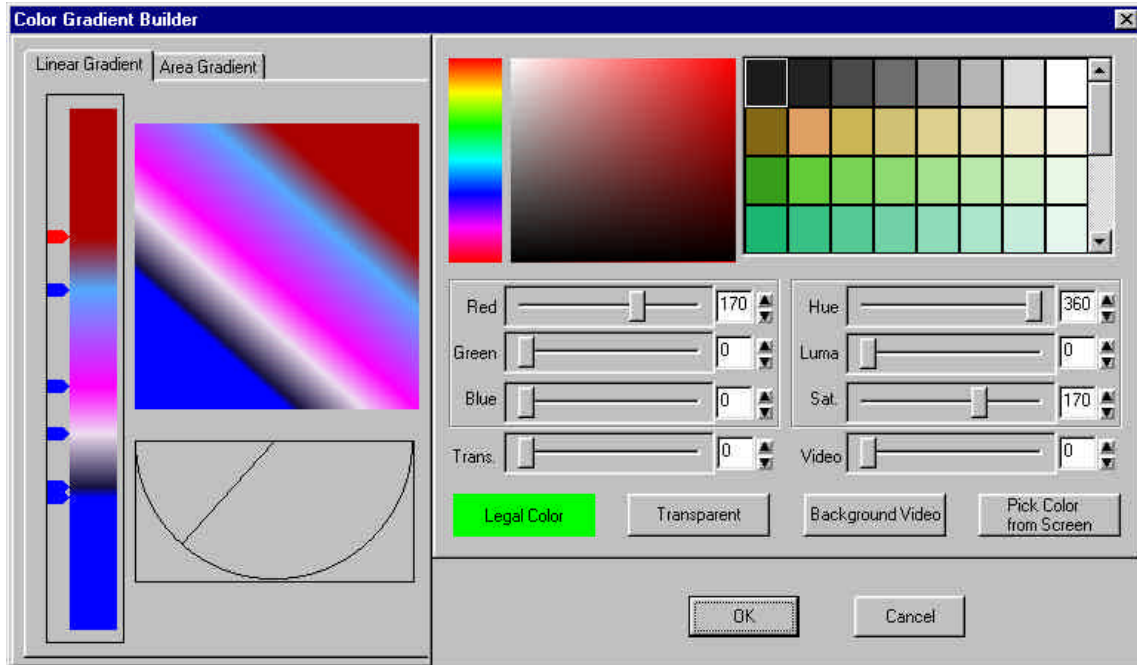 Color Gradient Builder
Linear Gradient
Area Gradient
Red 170
Green 0
Blue 0
Trans. 0
Hue 360
Luma 0
Sat. 170
Video 0
Legal Color
Transparent
Background Video
Pick Color
from Screen
OK
Cancel